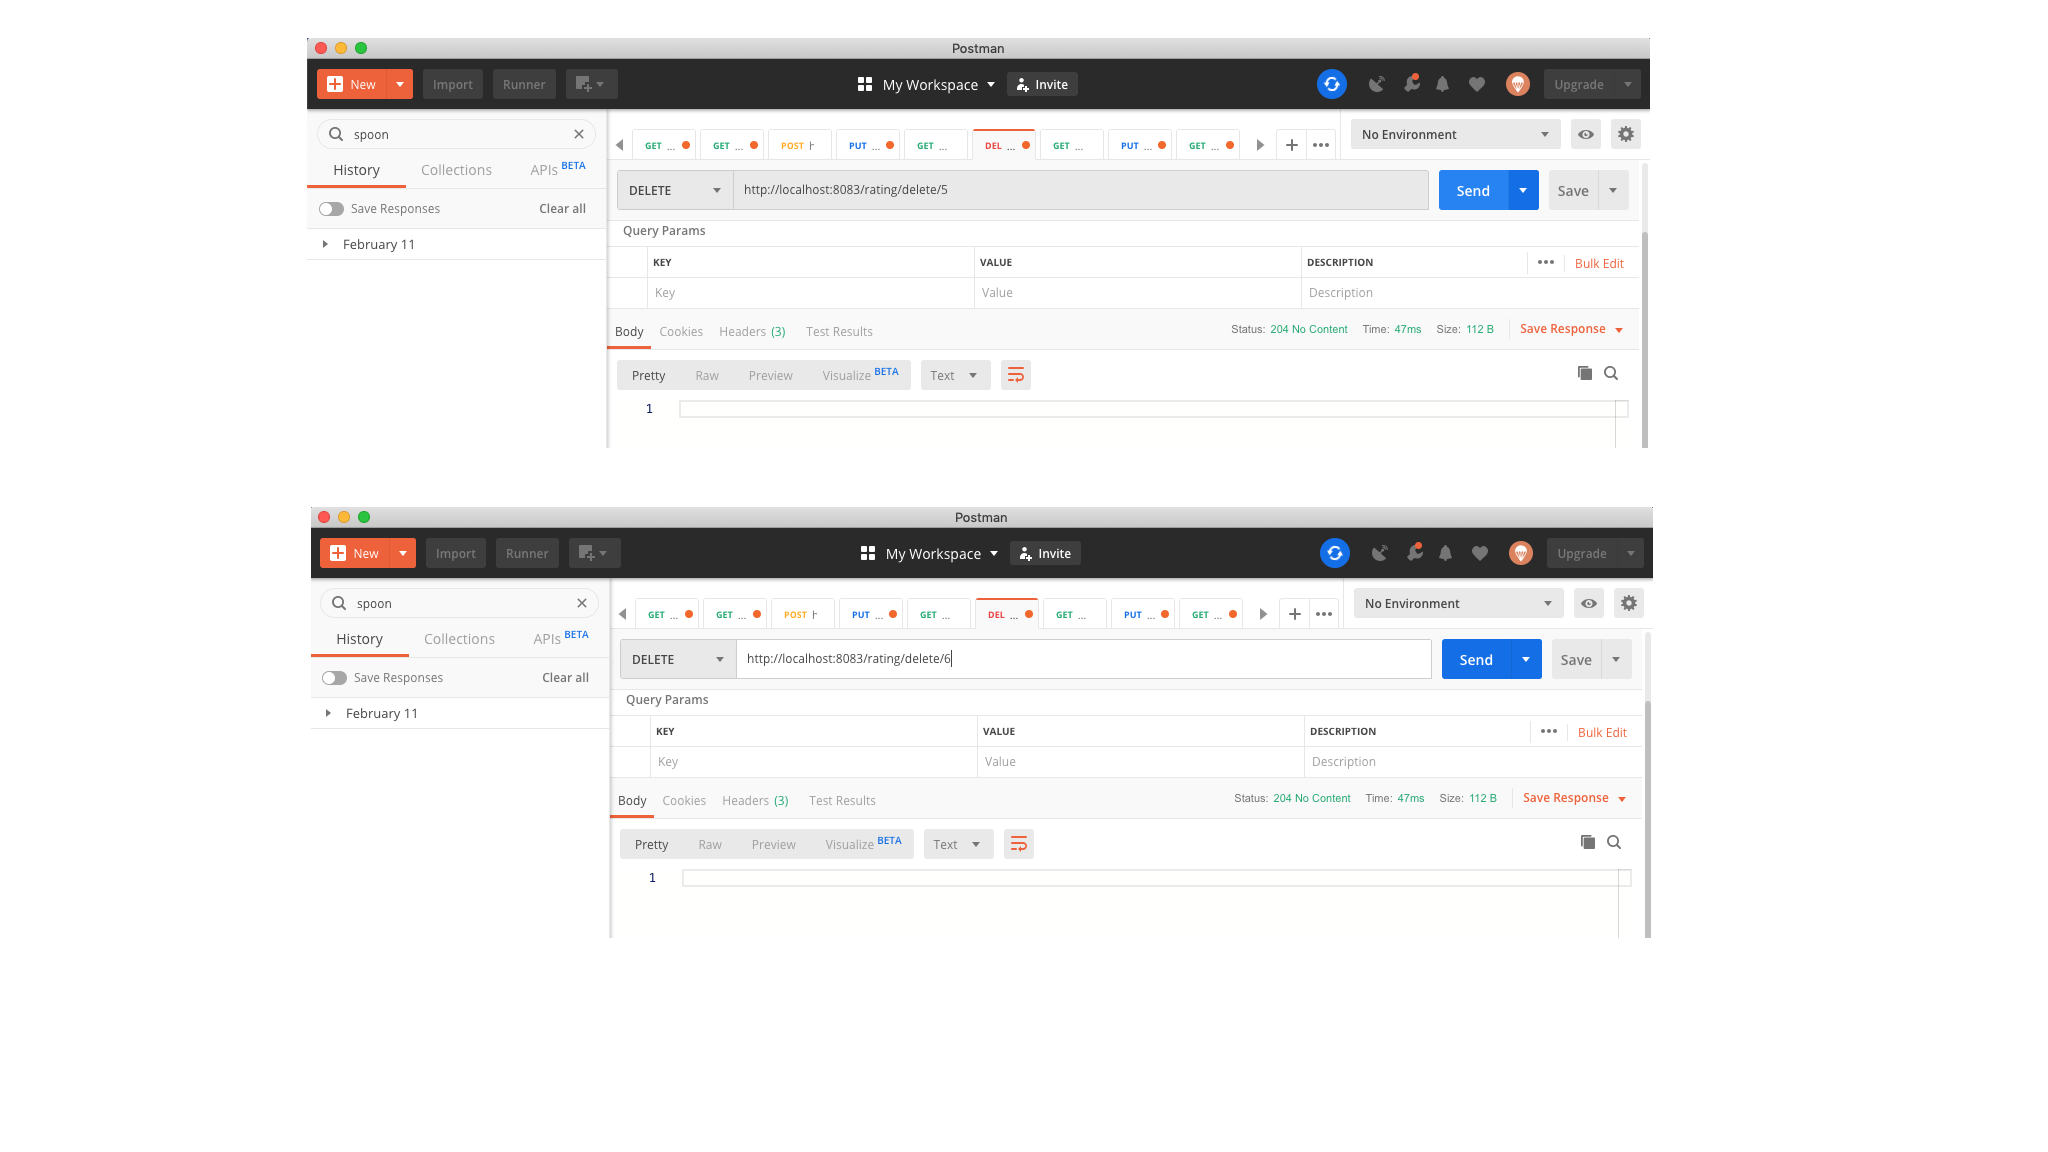 Postman
New Import Runner My Workspace Invite Upgrade
spoon
GET ... GET ... POST PUT ... GET ... DEL ... GET ... PUT ... GET ... No Environment
History Collections APIs BETA
DELETE http://localhost:8083/rating/delete/5 Send Save
Save Responses Clear all
Query Params
February 11
KEY VALUE DESCRIPTION Bulk Edit
Key Value Description
Body Cookies Headers (3) Test Results Status: 204 No Content Time: 47ms Size: 112 B Save Response
Pretty Raw Preview Visualize BETA Text
1
Postman
New Import Runner My Workspace Invite Upgrade
spoon
GET ... GET ... POST PUT ... GET ... DEL ... GET ... PUT ... GET ... No Environment
History Collections APIs BETA
DELETE http://localhost:8083/rating/delete/6 Send Save
Save Responses Clear all
Query Params
February 11
KEY VALUE DESCRIPTION Bulk Edit
Key Value Description
Body Cookies Headers (3) Test Results Status: 204 No Content Time: 47ms Size: 112 B Save Response
Pretty Raw Preview Visualize BETA Text
1